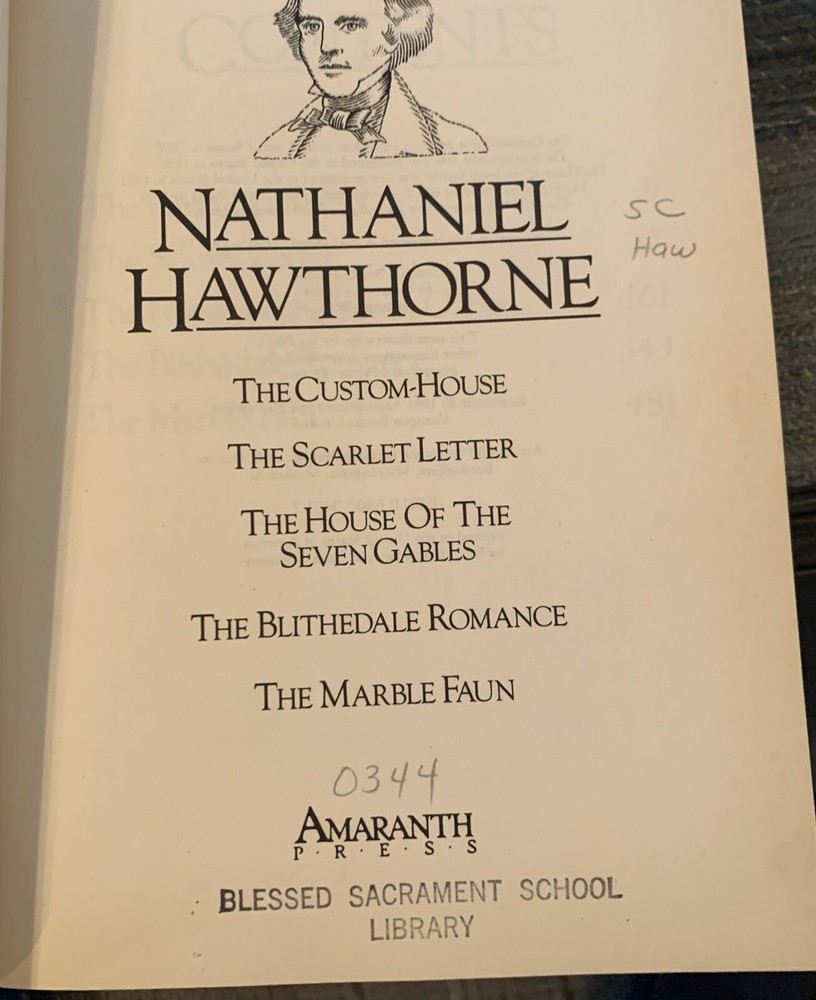 NATHANIEL
HAWTHORNE
SC
Haw
THE CUSTOM-HOUSE
THE SCARLET LETTER
THE HOUSE OF THE
SEVEN GABLES
THE BLITHEDALE ROMANCE
THE MARBLE FAUN
0344
AMARANTH
P·R·E·S·S
BLESSED SACRAMENT SCHOOL
LIBRARY